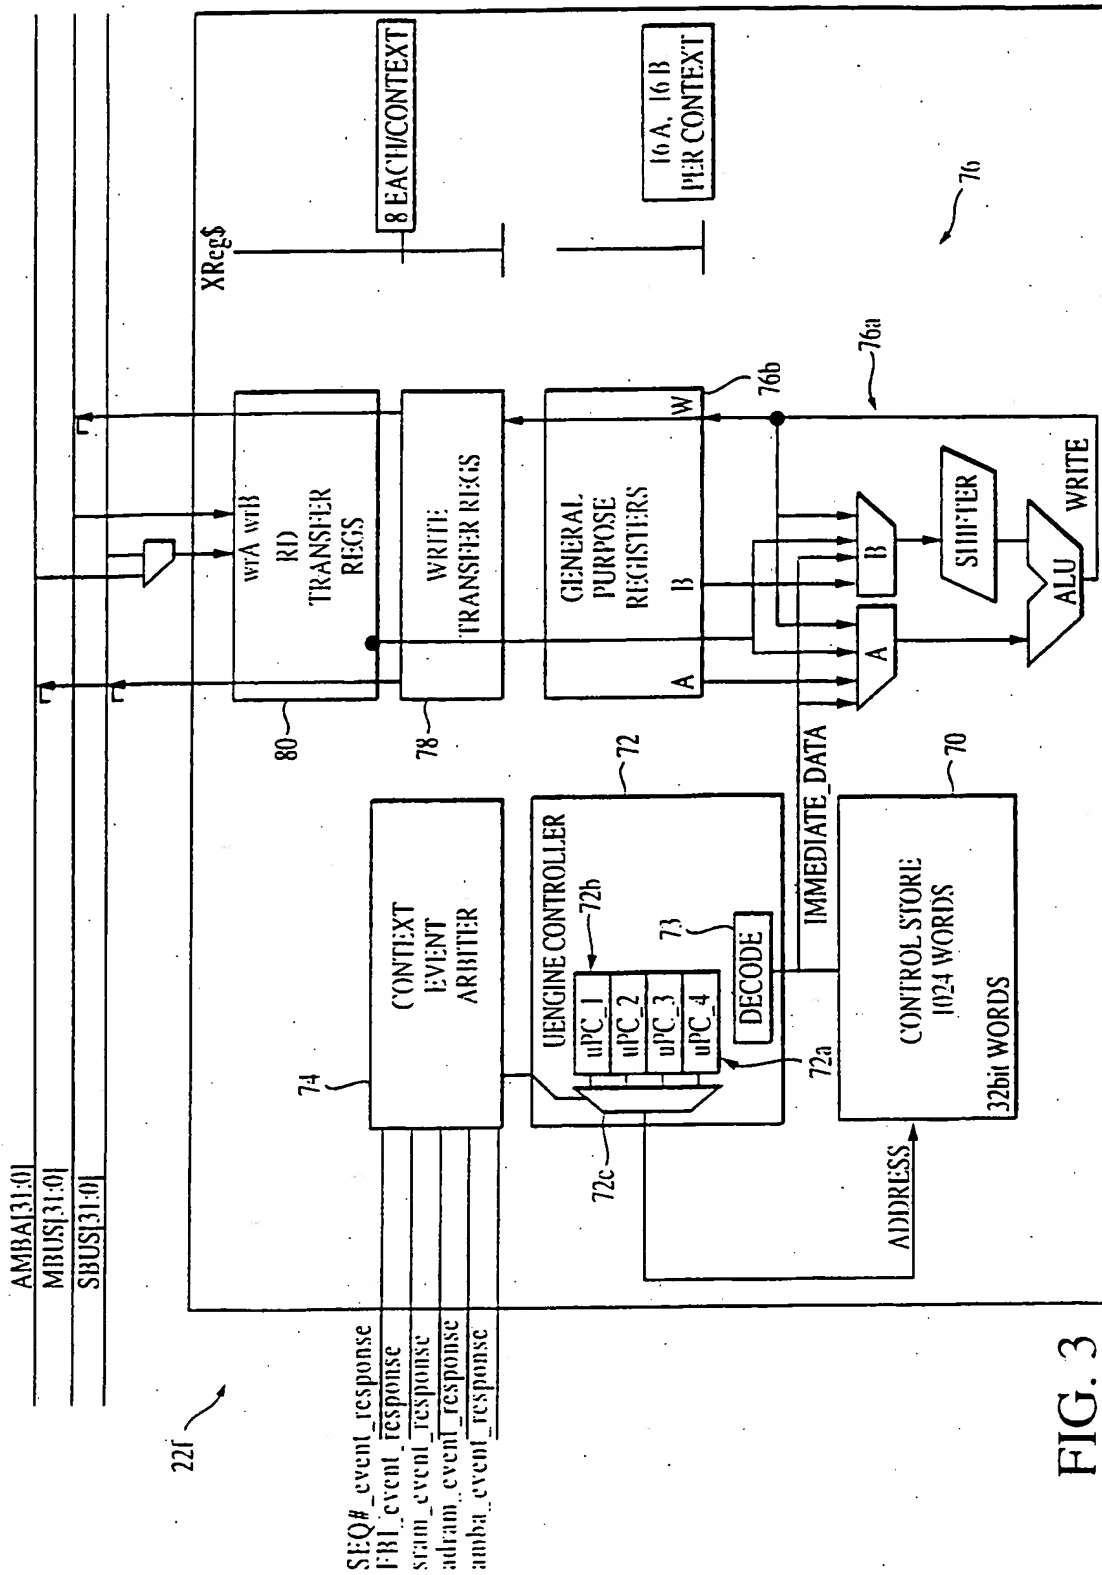 AMBA[31:0]
MBUS[31:0]
SBUS[31:0]
22f
SEQ#_event_response
FBI_event_response
sram_event_response
adram_event_response
amba_event_response
74
CONTEXT
EVENT
ARBITER
80
wrA wrB
RD
TRANSFER
REGS
XReg$
8 EACH/CONTEXT
78
WRITE
TRANSFER REGS
72
UENGINE CONTROLLER
72b
uPC_1
uPC_2
uPC_3
uPC_4
72a
72c
73
DECODE
GENERAL
PURPOSE
REGISTERS
A
B
W
76b
16 A, 16 B
PER CONTEXT
IMMEDIATE_DATA
ADDRESS
70
CONTROL STORE
1024 WORDS
32bit WORDS
A
B
76a
SHIFTER
ALU
WRITE
76
FIG. 3